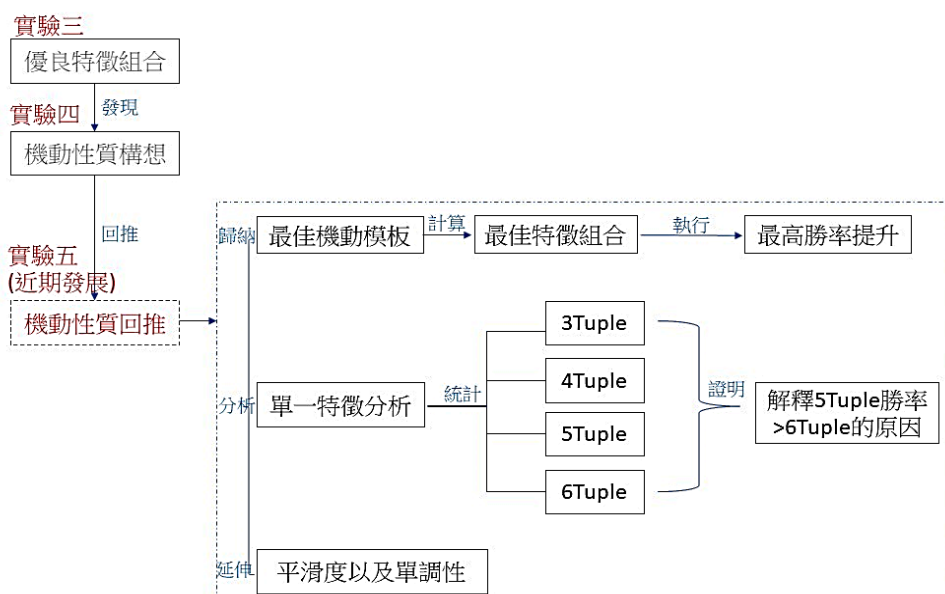 實驗三
優良特徵組合
發現
實驗四
機動性質構想
回推
實驗五
(近期發展)
機動性質回推
歸納
最佳機動模板
計算
最佳特徵組合
執行
最高勝率提升
分析
單一特徵分析
統計
3Tuple
4Tuple
5Tuple
6Tuple
證明
解釋5Tuple勝率
>6Tuple的原因
延伸
平滑度以及單調性